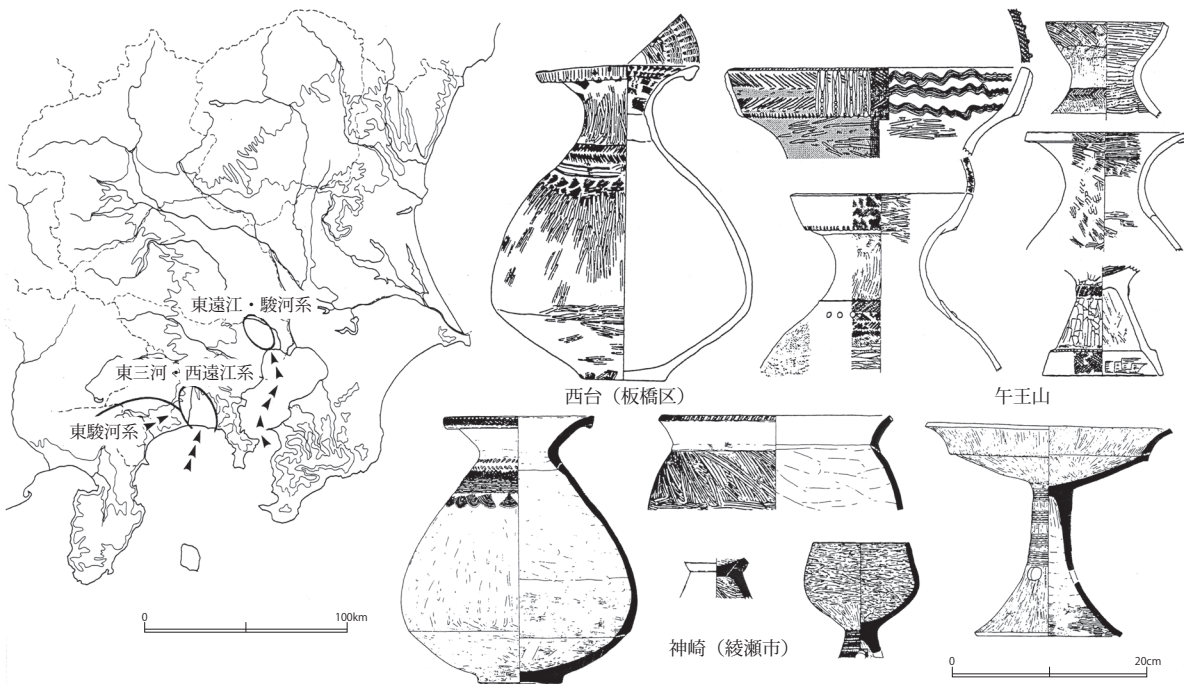 東遠江・駿河系
東三河・西遠江系
東駿河系
0 100km
西台（板橋区）
午王山
神崎（綾瀬市）
0 20cm